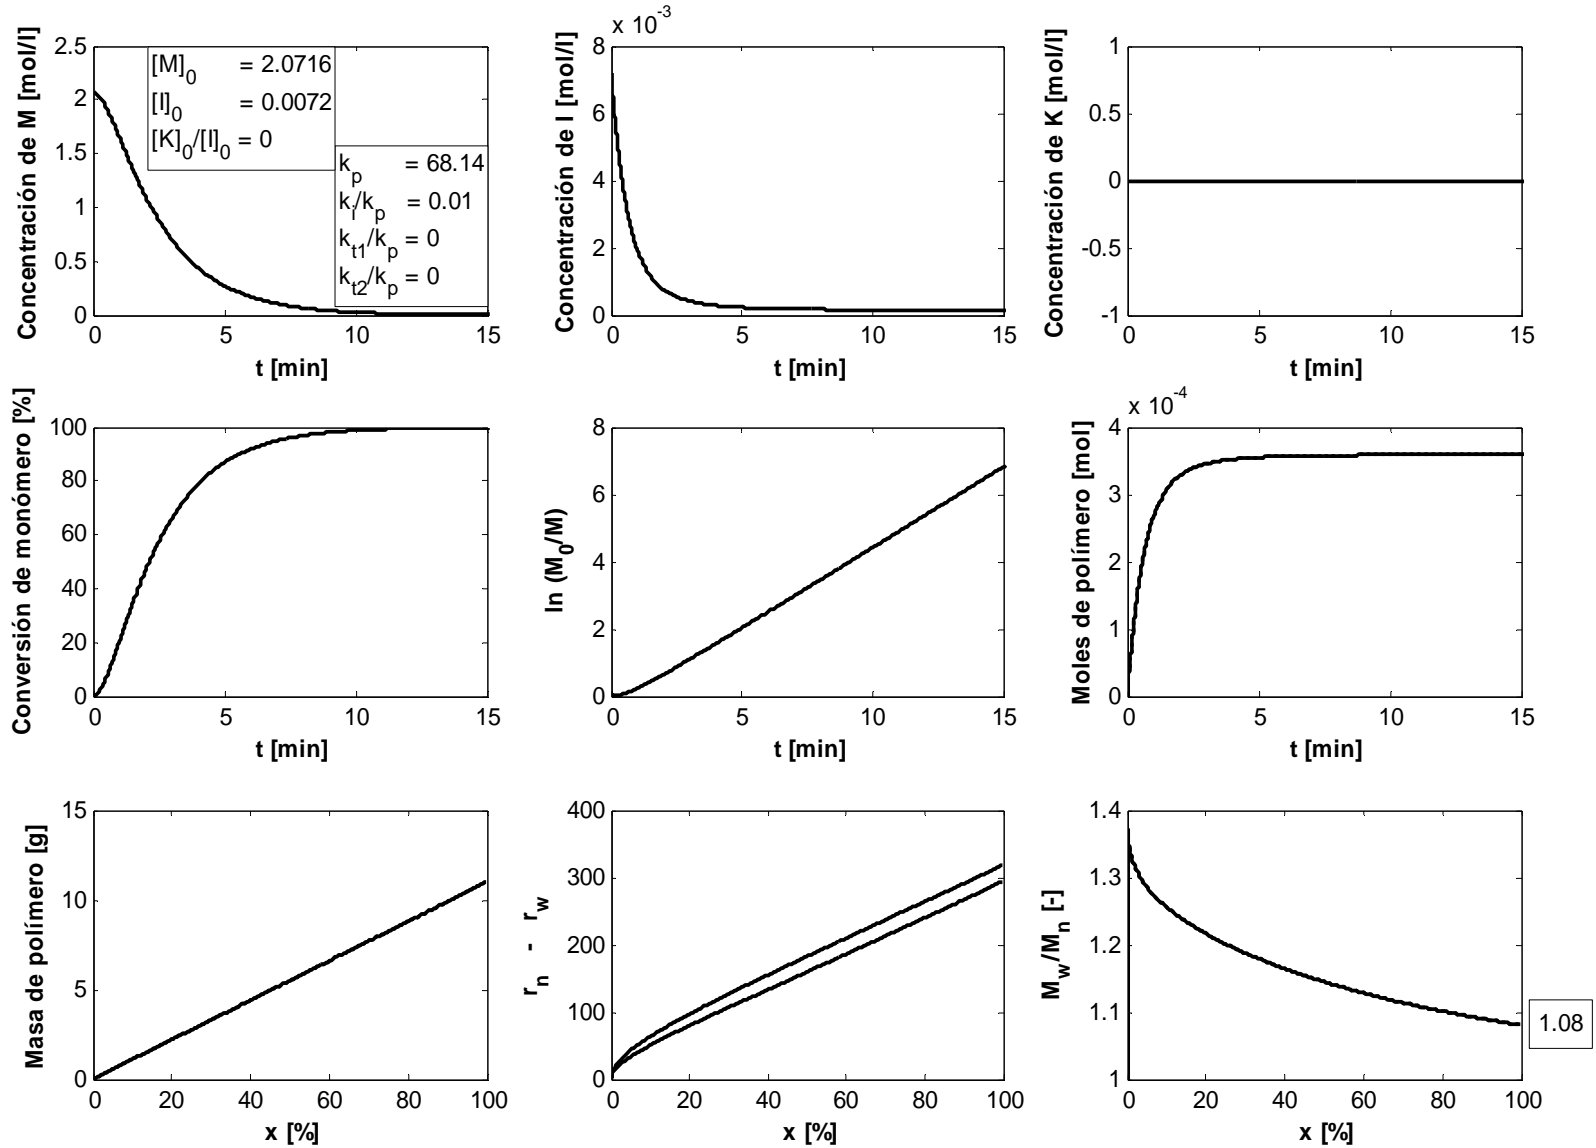 Concentración de M [mol/l]
2.5
2
1.5
1
0.5
0
[M]0 = 2.0716
[I]0 = 0.0072
[K]0/[I]0 = 0
kp = 68.14
ki/kp = 0.01
kt1/kp = 0
kt2/kp = 0
0 5 10 15
t [min]
Concentración de I [mol/l]
x 10-3
8
6
4
2
0
0 5 10 15
t [min]
Concentración de K [mol/l]
1
0.5
0
-0.5
-1
0 5 10 15
t [min]
Conversión de monómero [%]
100
80
60
40
20
0
0 5 10 15
t [min]
ln (M0/M)
8
6
4
2
0
0 5 10 15
t [min]
Moles de polímero [mol]
x 10-4
4
3
2
1
0
0 5 10 15
t [min]
Masa de polímero [g]
15
10
5
0
0 20 40 60 80 100
x [%]
rn - rw
400
300
200
100
0
0 20 40 60 80 100
x [%]
Mw/Mn [-]
1.4
1.3
1.2
1.1
1
0 20 40 60 80 100
x [%]
1.08